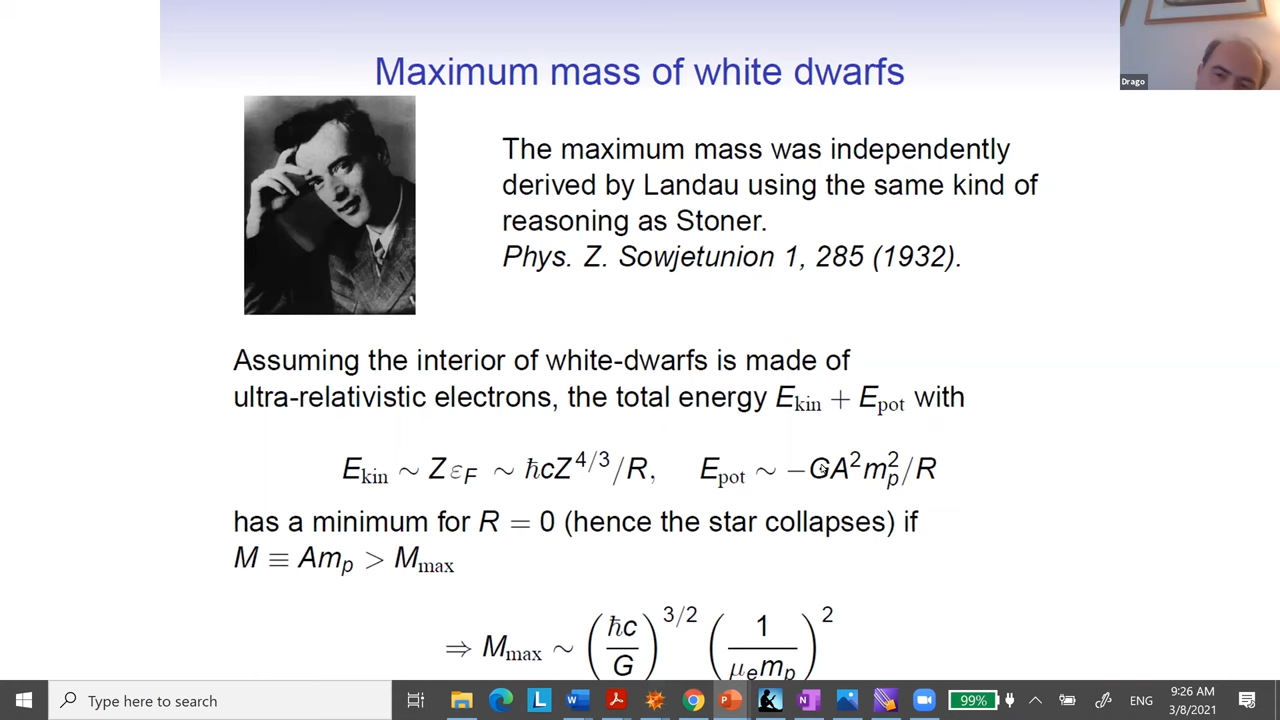 Maximum mass of white dwarfs
Drago
The maximum mass was independently
derived by Landau using the same kind of
reasoning as Stoner.
Phys. Z. Sowjetunion 1, 285 (1932).
Assuming the interior of white-dwarfs is made of
ultra-relativistic electrons, the total energy E_kin + E_pot with
E_kin ∼ Z ε_F ∼ ℏcZ^{4/3}/R, E_pot ∼ −GA²m_p²/R
has a minimum for R = 0 (hence the star collapses) if
M ≡ Am_p > M_max
⇒ M_max ∼ (ℏc/G)^{3/2} (1/μ_e m_p)^2
Type here to search
L
99%
ENG
9:26 AM
3/8/2021